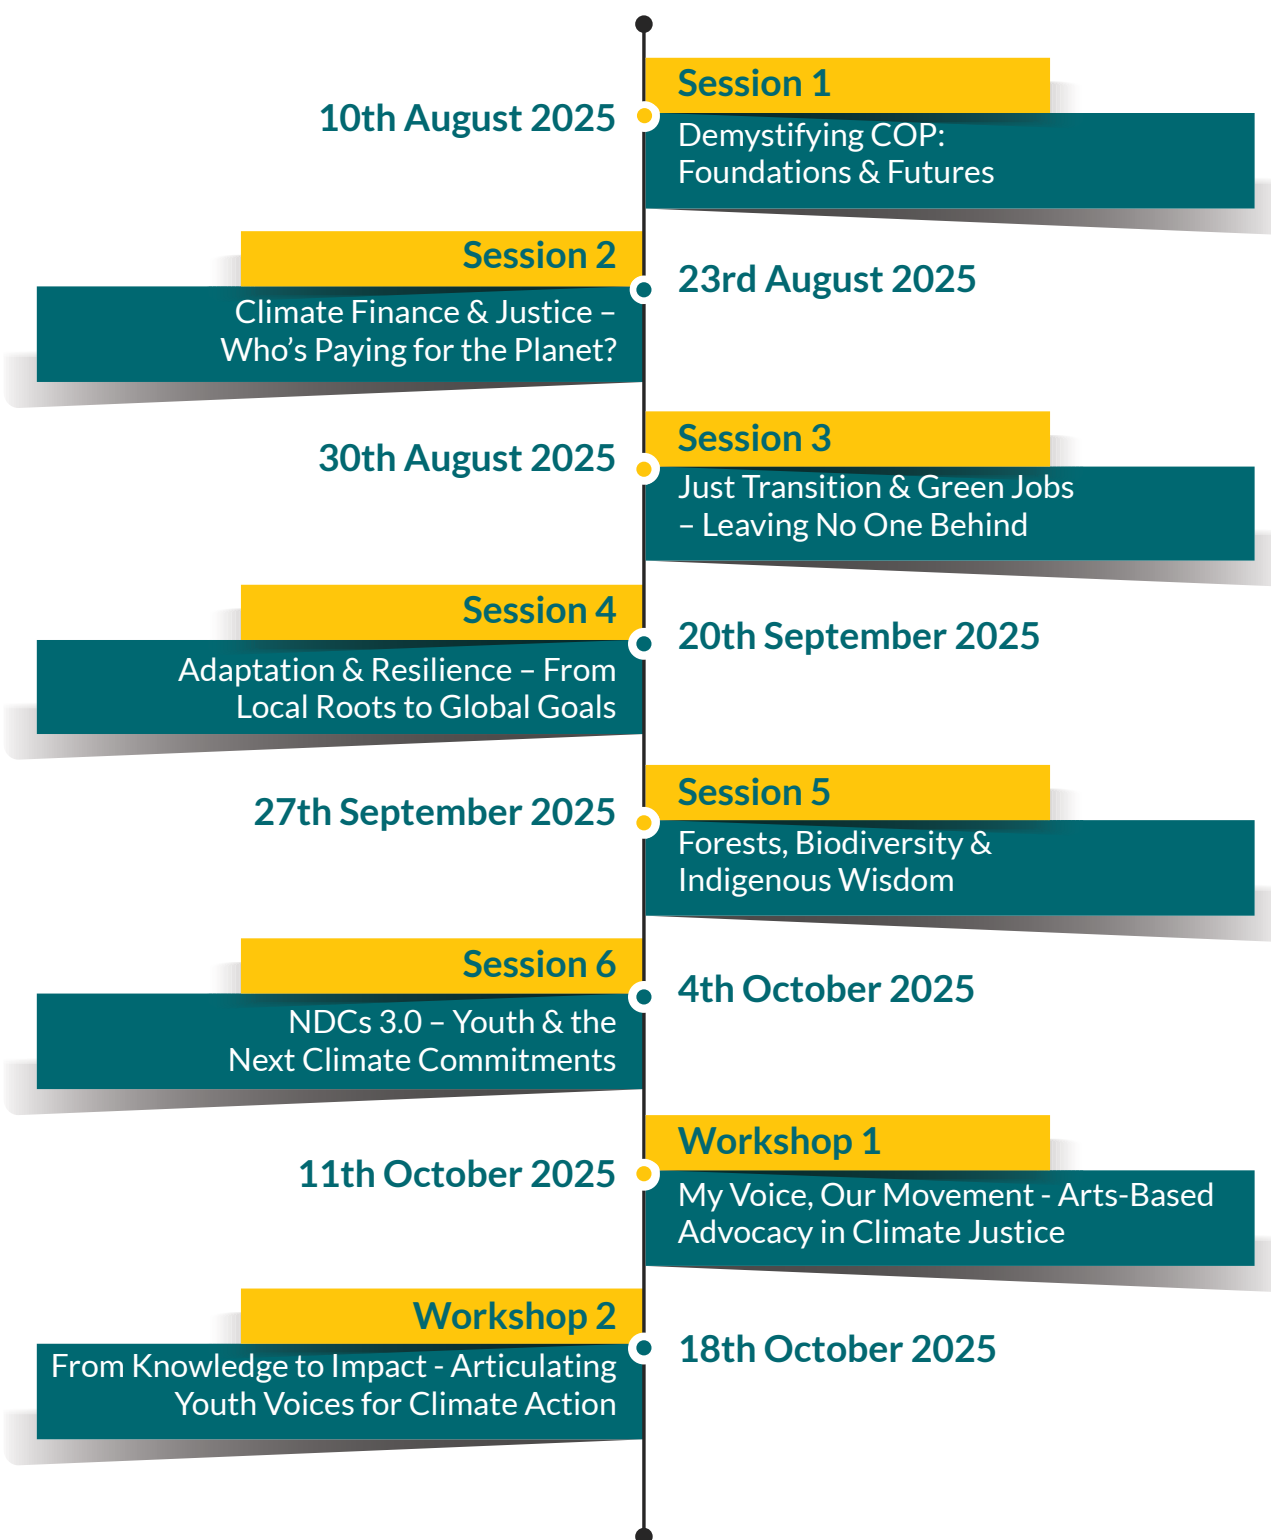 10th August 2025
Session 1
Demystifying COP:
Foundations & Futures
Session 2
23rd August 2025
Climate Finance & Justice –
Who’s Paying for the Planet?
30th August 2025
Session 3
Just Transition & Green Jobs
– Leaving No One Behind
Session 4
20th September 2025
Adaptation & Resilience – From
Local Roots to Global Goals
27th September 2025
Session 5
Forests, Biodiversity &
Indigenous Wisdom
Session 6
4th October 2025
NDCs 3.0 – Youth & the
Next Climate Commitments
11th October 2025
Workshop 1
My Voice, Our Movement - Arts-Based
Advocacy in Climate Justice
Workshop 2
18th October 2025
From Knowledge to Impact - Articulating
Youth Voices for Climate Action